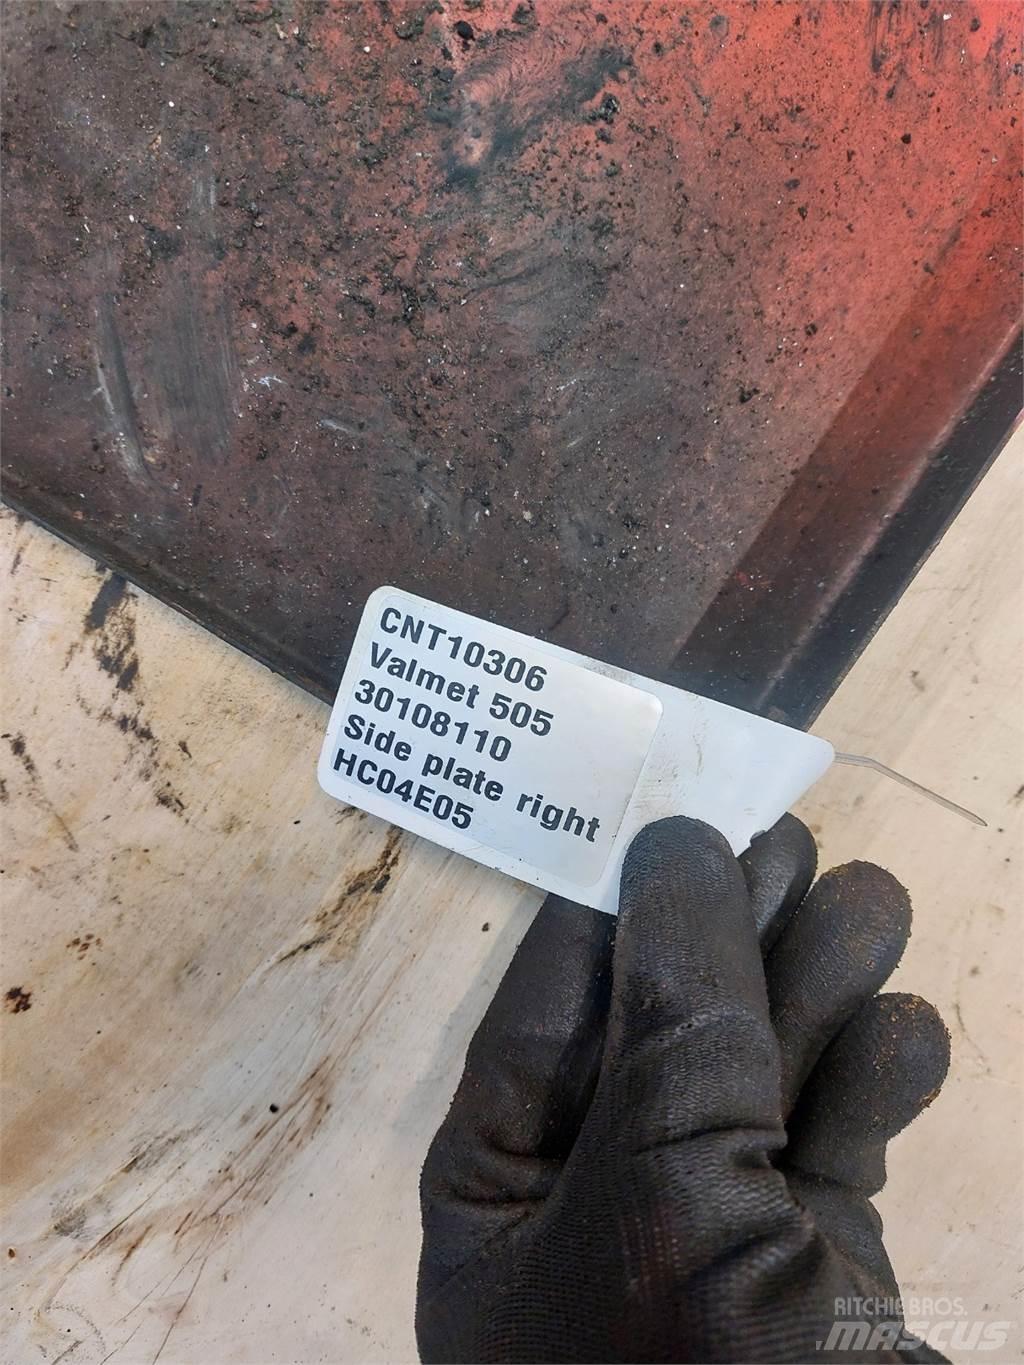 CNT10306
Valmet 505
30108110
Side plate right
HC04E05
RITCHIE BROS.
MASCUS